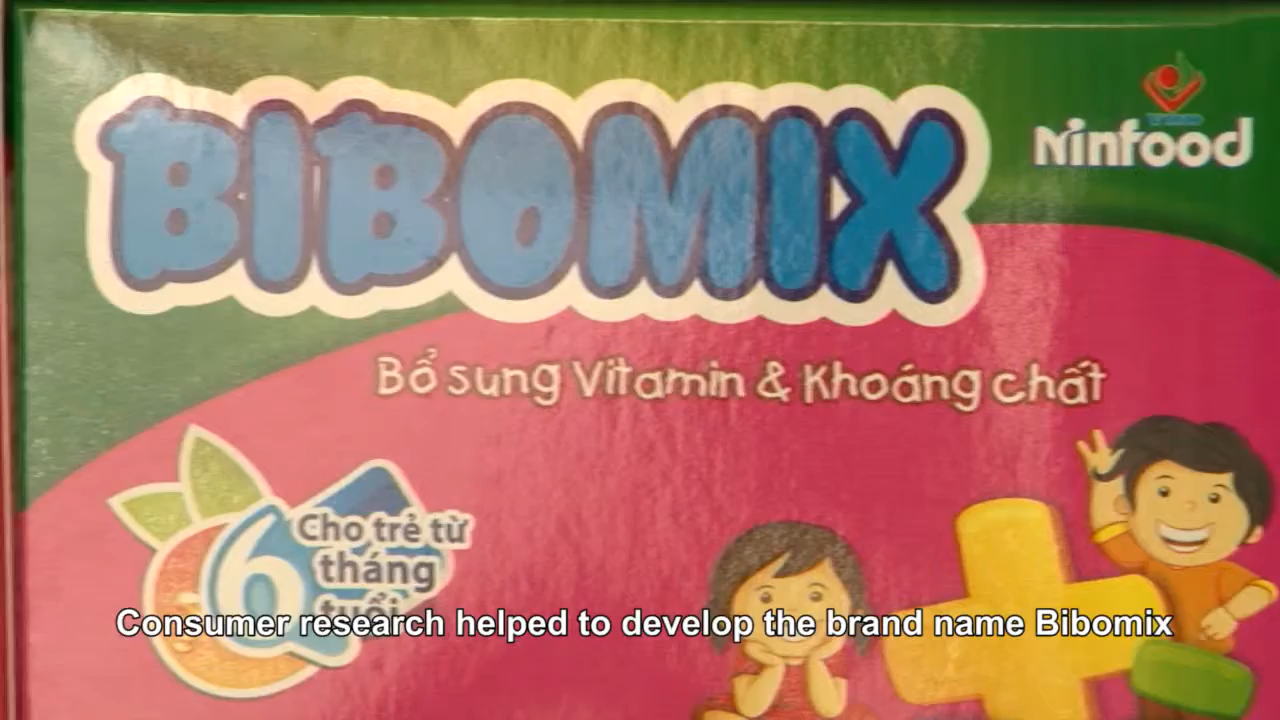 BIBOMIX
Ninfood
Bổ sung Vitamin & Khoáng chất
6
Cho trẻ từ
tháng
tuổi
Consumer research helped to develop the brand name Bibomix